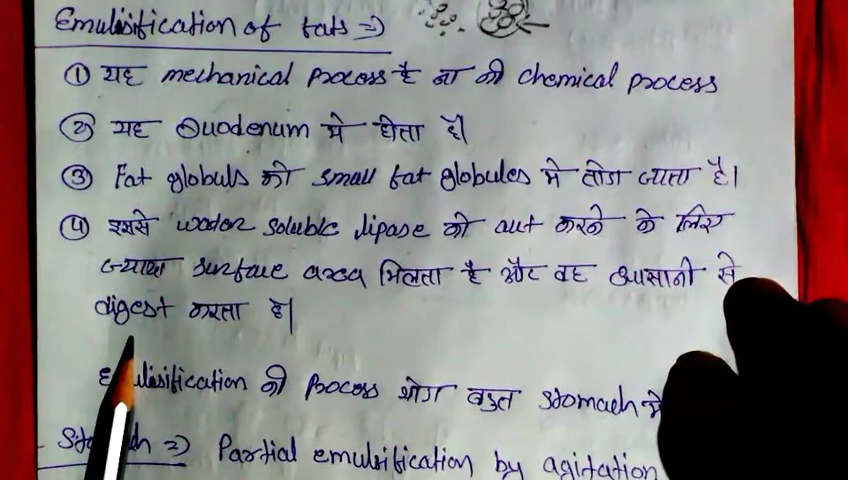 Emulsification of fats ⇒
① यह mechanical process है ना की chemical process
② यह Duodenum मे होता है।
③ Fat globuls को small fat globules मे तोडा जाता है।
④ इससे water soluble lipase को act करने के लिए
ज्यादा surface area मिलता है और वह आसानी से
digest करता है।
की Process थोडा बहुत stomach मे
⇒ Partial emulsification by agitation